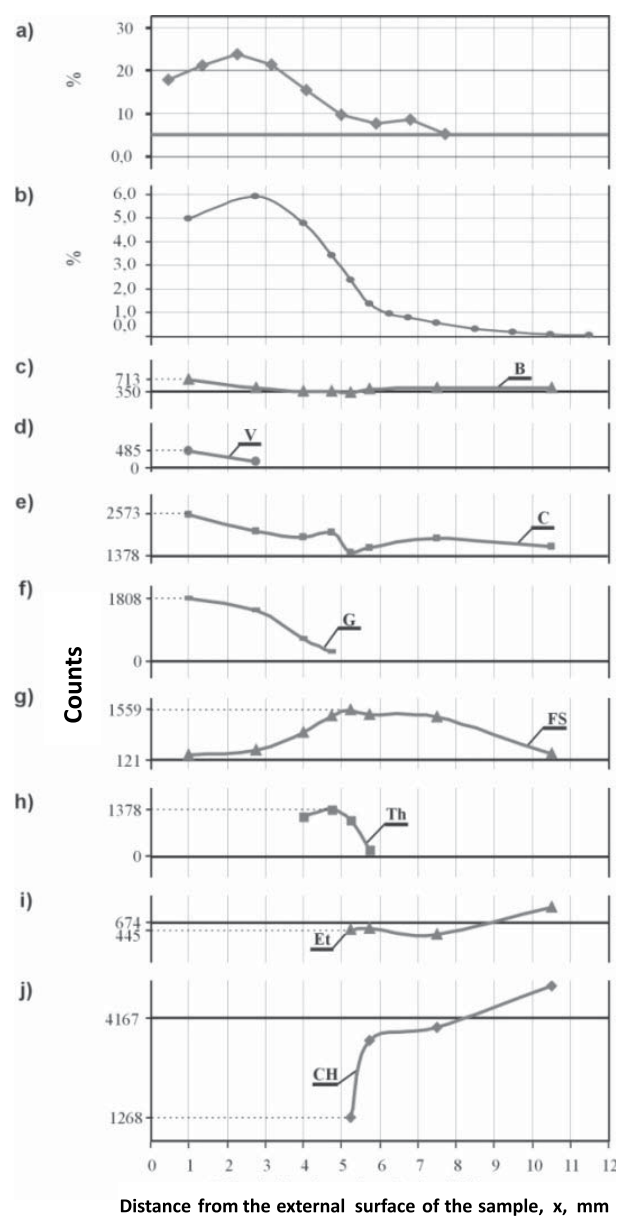 a)
30
20
10
0,0
%
b)
6,0
5,0
4,0
3,0
2,0
1,0
0,0
%
c)
713
350
B
d)
485
0
V
e)
2573
1378
C
f)
1808
0
G
Counts
g)
1559
121
FS
h)
1378
0
Th
i)
674
445
Et
j)
4167
1268
CH
0 1 2 3 4 5 6 7 8 9 10 11 12
Distance from the external surface of the sample, x, mm